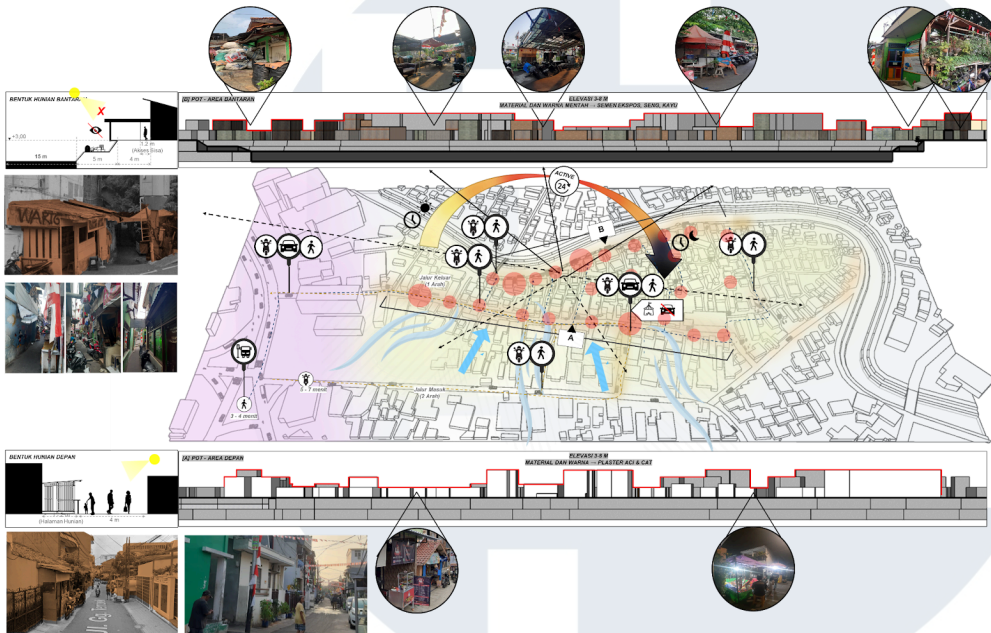 BENTUK HUNIAN BANTARAN
[B] POT - AREA BANTARAN
ELEVASI 3-8 M
MATERIAL DAN WARNA MENTAH → SEMEN EKSPOS, SENG, KAYU
X
+3,00
1.2 m
(Akses Sisa)
15 m
5 m
4 m
WARIG
ACTIVE
24
B
Jalur Keluar
(1 Arah)
A
5 - 7 menit
3 - 4 menit
Jalur Masuk
(2 Arah)
BENTUK HUNIAN DEPAN
[A] POT - AREA DEPAN
ELEVASI 3-8 M
MATERIAL DAN WARNA → PLASTER ACI & CAT
(Halaman Hunian)
4 m